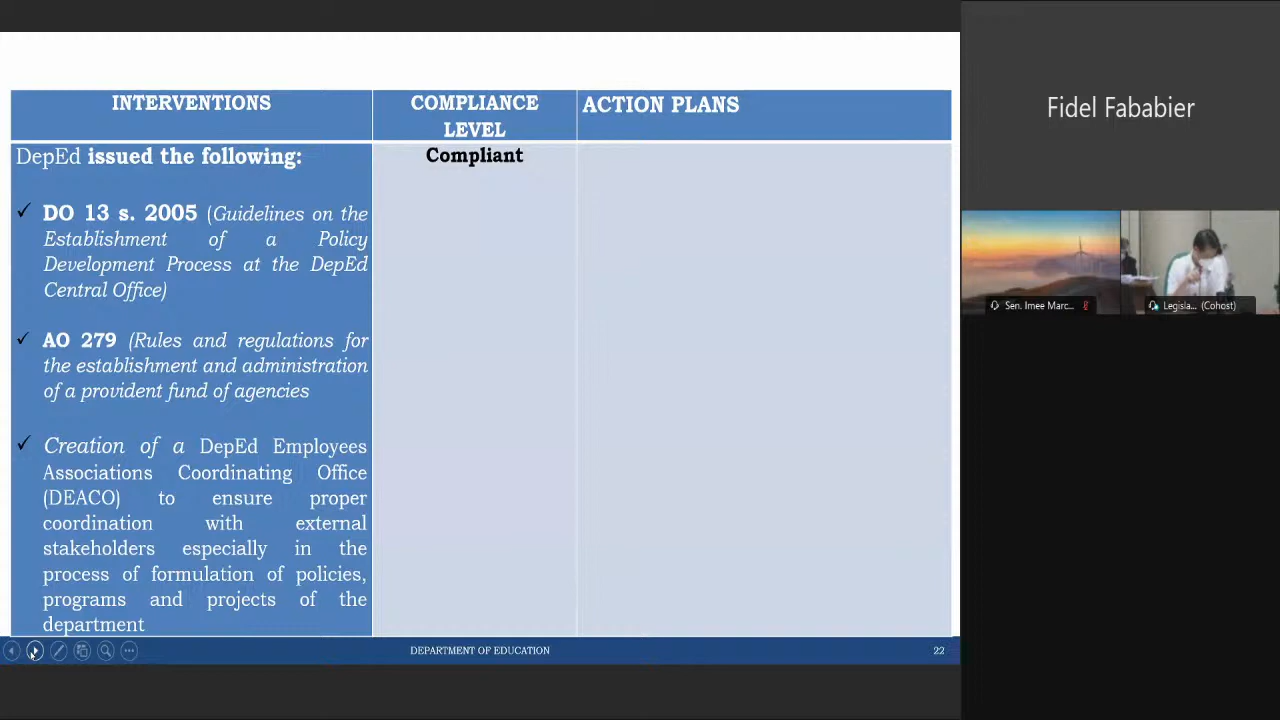 INTERVENTIONS
COMPLIANCE
LEVEL
ACTION PLANS
DepEd issued the following:
Compliant
✓ DO 13 s. 2005 (Guidelines on the
Establishment of a Policy
Development Process at the DepEd
Central Office)
✓ AO 279 (Rules and regulations for
the establishment and administration
of a provident fund of agencies
✓ Creation of a DepEd Employees
Associations Coordinating Office
(DEACO) to ensure proper
coordination with external
stakeholders especially in the
process of formulation of policies,
programs and projects of the
department
DEPARTMENT OF EDUCATION
22
Fidel Fababier
Sen. Imee Marc...
Legisla... (Cohost)